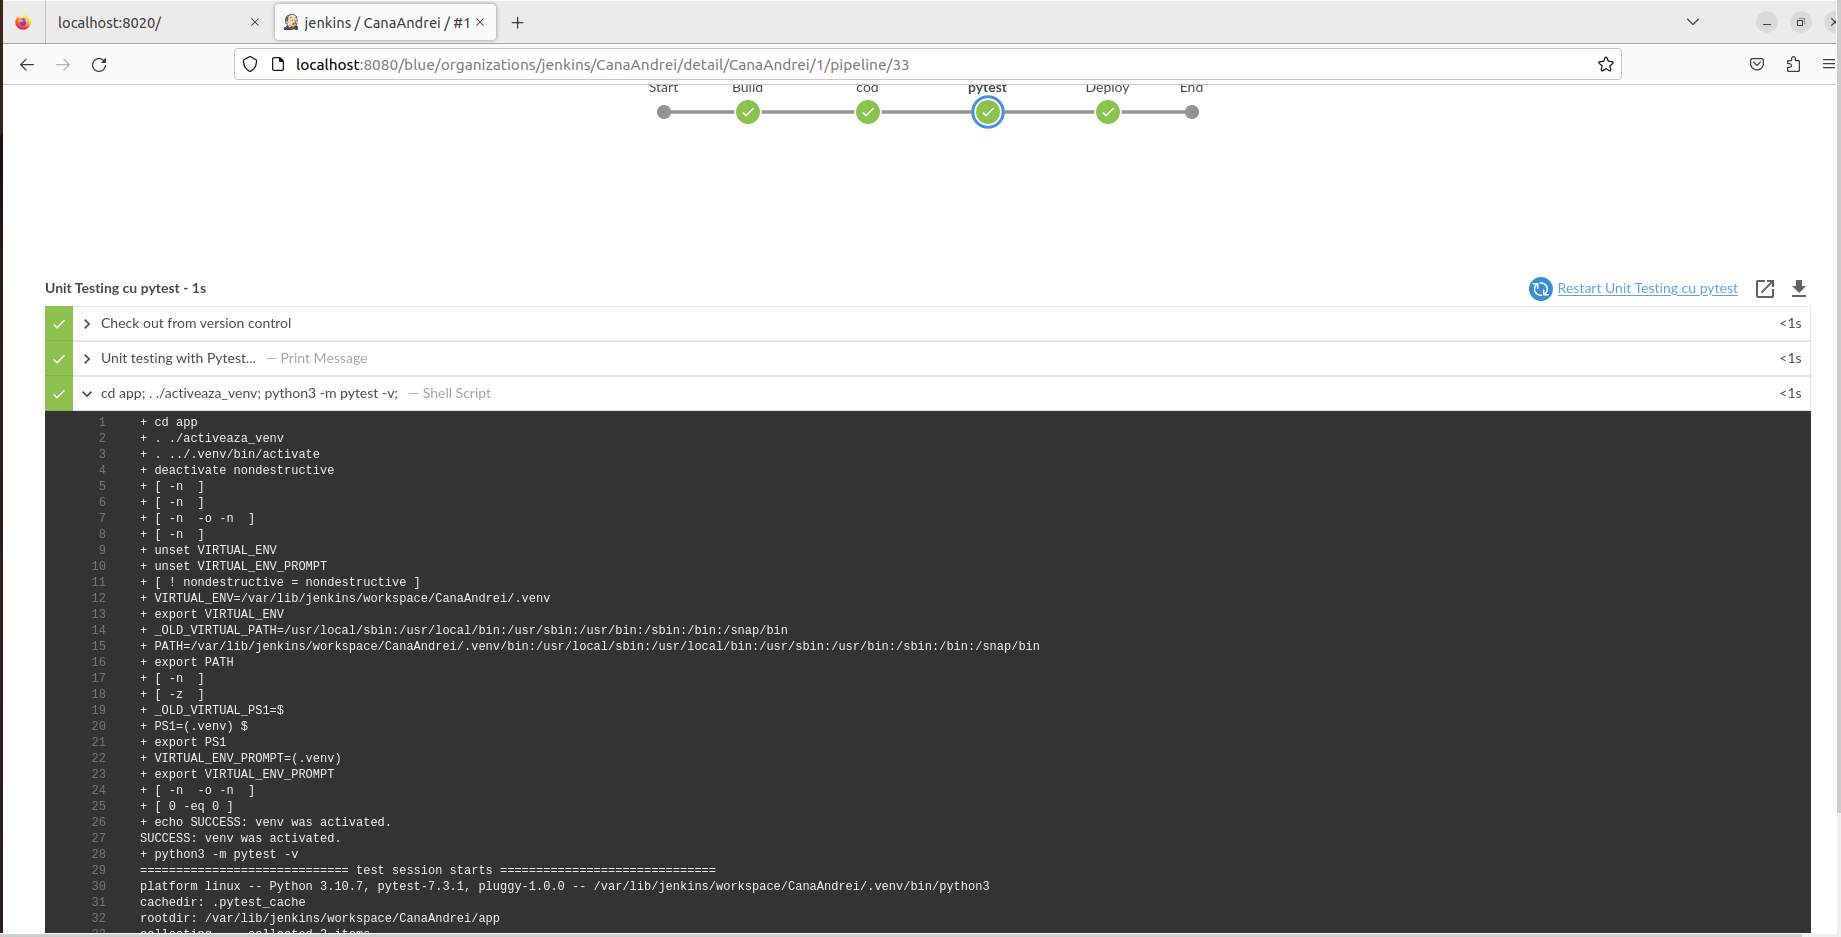 localhost:8020/
jenkins / CanaAndrei / #1
localhost:8080/blue/organizations/jenkins/CanaAndrei/detail/CanaAndrei/1/pipeline/33
Start Build cod pytest Deploy End
Unit Testing cu pytest - 1s
Restart Unit Testing cu pytest
Check out from version control <1s
Unit testing with Pytest... — Print Message <1s
cd app; . ./activeaza_venv; python3 -m pytest -v; — Shell Script <1s
1 + cd app
2 + . ./activeaza_venv
3 + . ../.venv/bin/activate
4 + deactivate nondestructive
5 + [ -n  ]
6 + [ -n  ]
7 + [ -n  -o -n  ]
8 + [ -n  ]
9 + unset VIRTUAL_ENV
10 + unset VIRTUAL_ENV_PROMPT
11 + [ ! nondestructive = nondestructive ]
12 + VIRTUAL_ENV=/var/lib/jenkins/workspace/CanaAndrei/.venv
13 + export VIRTUAL_ENV
14 + _OLD_VIRTUAL_PATH=/usr/local/sbin:/usr/local/bin:/usr/sbin:/usr/bin:/sbin:/bin:/snap/bin
15 + PATH=/var/lib/jenkins/workspace/CanaAndrei/.venv/bin:/usr/local/sbin:/usr/local/bin:/usr/sbin:/usr/bin:/sbin:/bin:/snap/bin
16 + export PATH
17 + [ -n  ]
18 + [ -z  ]
19 + _OLD_VIRTUAL_PS1=$
20 + PS1=(.venv) $
21 + export PS1
22 + VIRTUAL_ENV_PROMPT=(.venv)
23 + export VIRTUAL_ENV_PROMPT
24 + [ -n  -o -n  ]
25 + [ 0 -eq 0 ]
26 + echo SUCCESS: venv was activated.
27 SUCCESS: venv was activated.
28 + python3 -m pytest -v
29 ============================= test session starts ==============================
30 platform linux -- Python 3.10.7, pytest-7.3.1, pluggy-1.0.0 -- /var/lib/jenkins/workspace/CanaAndrei/.venv/bin/python3
31 cachedir: .pytest_cache
32 rootdir: /var/lib/jenkins/workspace/CanaAndrei/app